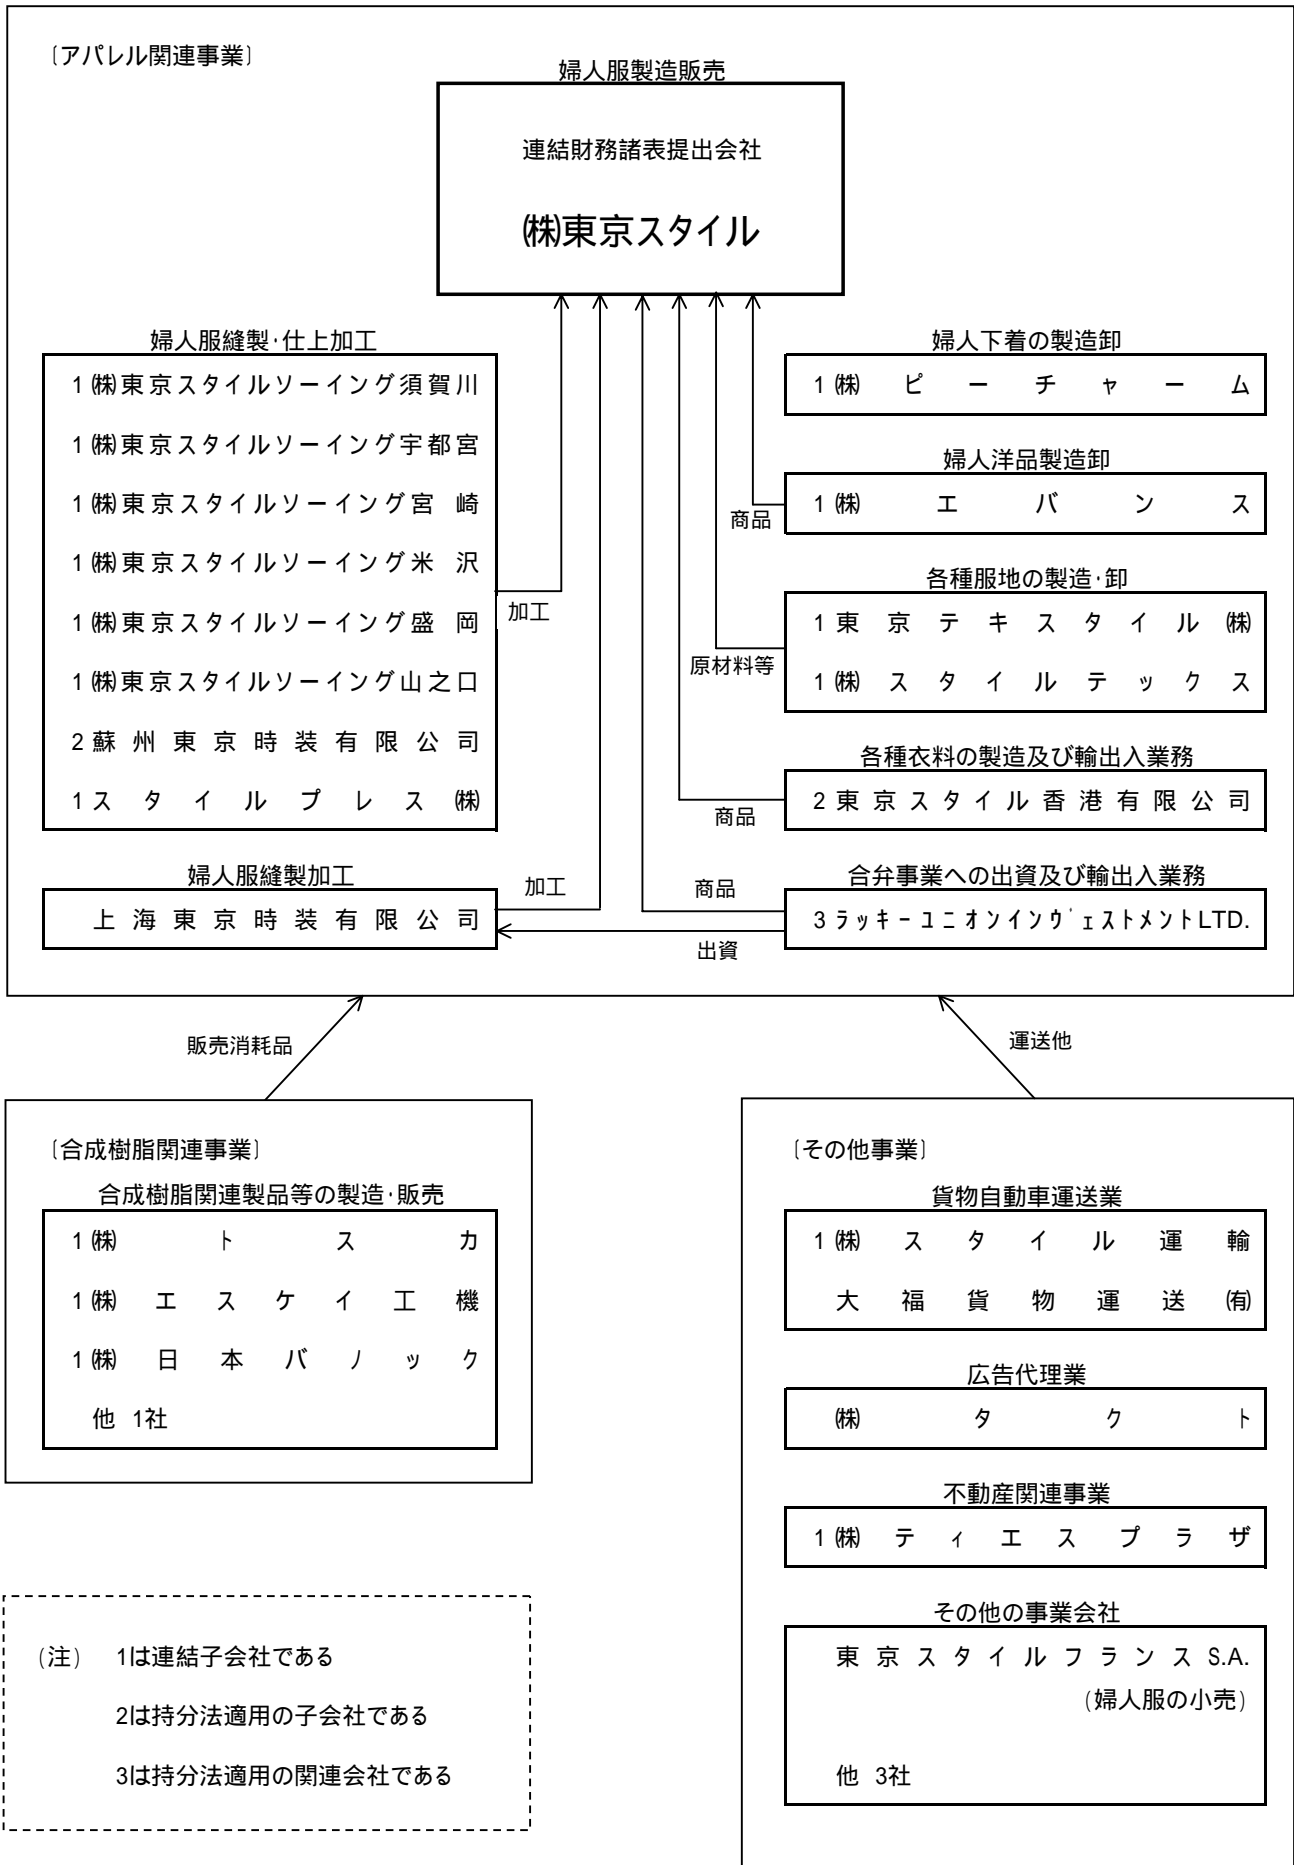 〔アパレル関連事業〕
婦人服製造販売
連結財務諸表提出会社
㈱東京スタイル
婦人服縫製・仕上加工
1㈱東京スタイルソーイング須賀川
1㈱東京スタイルソーイング宇都宮
1㈱東京スタイルソーイング宮崎
1㈱東京スタイルソーイング米沢
1㈱東京スタイルソーイング盛岡
1㈱東京スタイルソーイング山之口
2蘇州東京時装有限公司
1スタイルプレス㈱
加工
婦人服縫製加工
上海東京時装有限公司
加工
婦人下着の製造卸
1㈱ピーチャーム
婦人洋品製造卸
1㈱エバンス
商品
各種服地の製造・卸
1東京テキスタイル㈱
1㈱スタイルテックス
原材料等
各種衣料の製造及び輸出入業務
2東京スタイル香港有限公司
商品
合弁事業への出資及び輸出入業務
3ラッキーユニオンインヴェストメントLTD.
商品
出資
販売消耗品
運送他
〔合成樹脂関連事業〕
合成樹脂関連製品等の製造・販売
1㈱トスカ
1㈱エスケイ工機
1㈱日本バノック
他 1社
〔その他事業〕
貨物自動車運送業
1㈱スタイル運輸
大福貨物運送㈲
広告代理業
㈱タクト
不動産関連事業
1㈱ティエスプラザ
その他の事業会社
東京スタイルフランスS.A.
(婦人服の小売)
他 3社
(注) 1は連結子会社である
2は持分法適用の子会社である
3は持分法適用の関連会社である